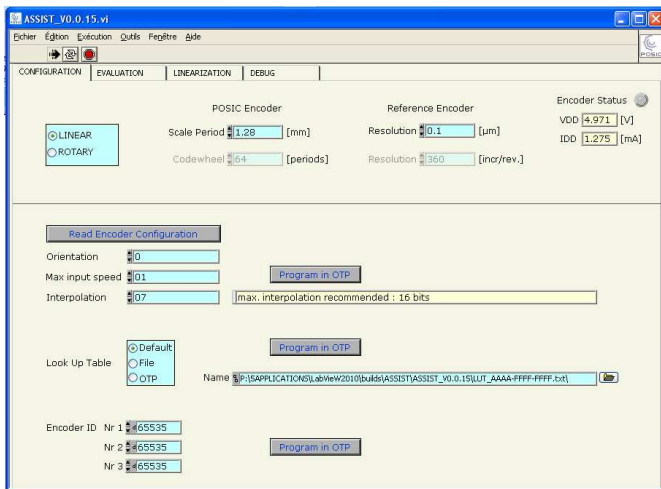 ASSIST_V0.0.15.vi
Fichier Édition Exécution Outils Fenêtre Aide
POSIC
CONFIGURATION EVALUATION LINEARIZATION DEBUG
POSIC Encoder Reference Encoder Encoder Status
VDD 4.971 [V]
LINEAR Scale Period 1.28 [mm] Resolution 0.1 [µm]
IDD 1.275 [mA]
ROTARY
Codewheel 64 [periods] Resolution 360 [incr/rev.]
Read Encoder Configuration
Orientation 0
Max input speed 01 Program in OTP
Interpolation 07 max. interpolation recommended : 16 bits
Default Program in OTP
Look Up Table File
OTP Name P:\5APPLICATIONS\LabVieW2010\builds\ASSIST\ASSIST_V0.0.15\LUT_AAAA-FFFF-FFFF.txt\
Encoder ID Nr 1 d 65535
Nr 2 d 65535 Program in OTP
Nr 3 d 65535